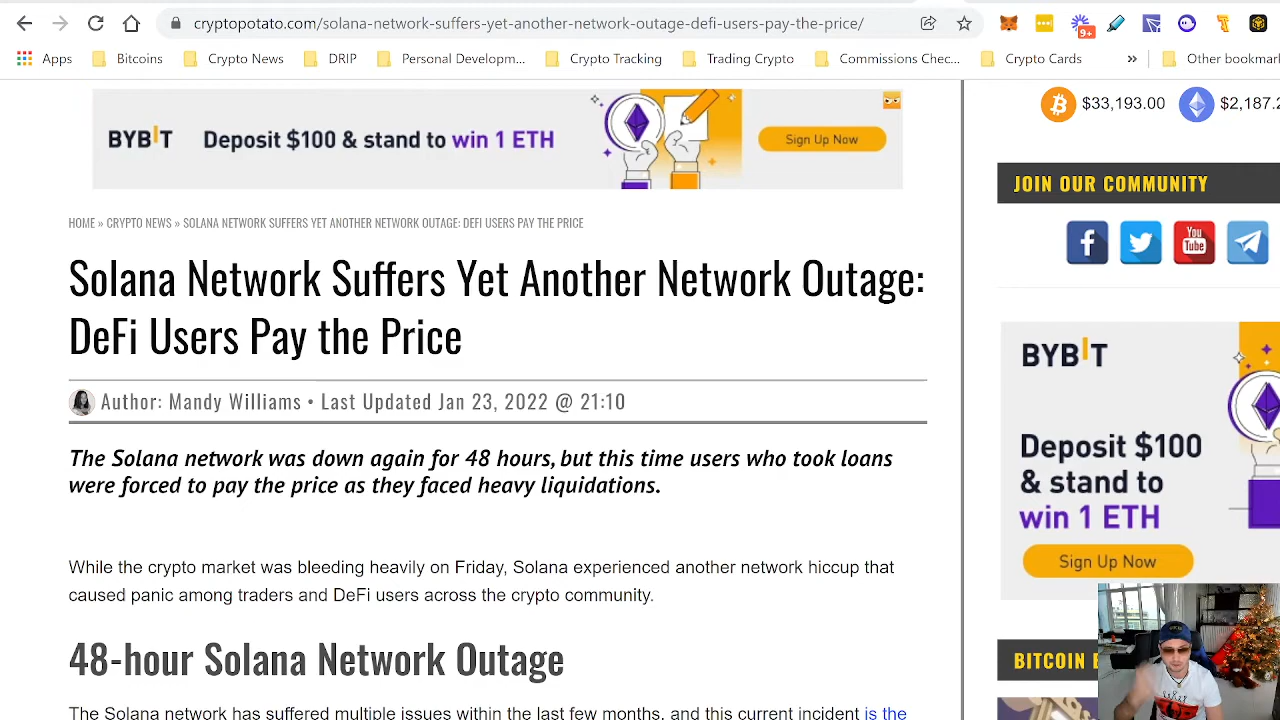 cryptopotato.com/solana-network-suffers-yet-another-network-outage-defi-users-pay-the-price/
9+
Apps Bitcoins Crypto News DRIP Personal Developm... Crypto Tracking Trading Crypto Commissions Chec... Crypto Cards » Other bookmar
BYBIT Deposit $100 & stand to win 1 ETH Sign Up Now
$33,193.00 $2,187.2
JOIN OUR COMMUNITY
HOME » CRYPTO NEWS » SOLANA NETWORK SUFFERS YET ANOTHER NETWORK OUTAGE: DEFI USERS PAY THE PRICE
You
Tube
Solana Network Suffers Yet Another Network Outage:
DeFi Users Pay the Price
Author: Mandy Williams • Last Updated Jan 23, 2022 @ 21:10
The Solana network was down again for 48 hours, but this time users who took loans
were forced to pay the price as they faced heavy liquidations.
While the crypto market was bleeding heavily on Friday, Solana experienced another network hiccup that
caused panic among traders and DeFi users across the crypto community.
48-hour Solana Network Outage
The Solana network has suffered multiple issues within the last few months, and this current incident is the
BYBIT
Deposit $100
& stand to
win 1 ETH
Sign Up Now
BITCOIN